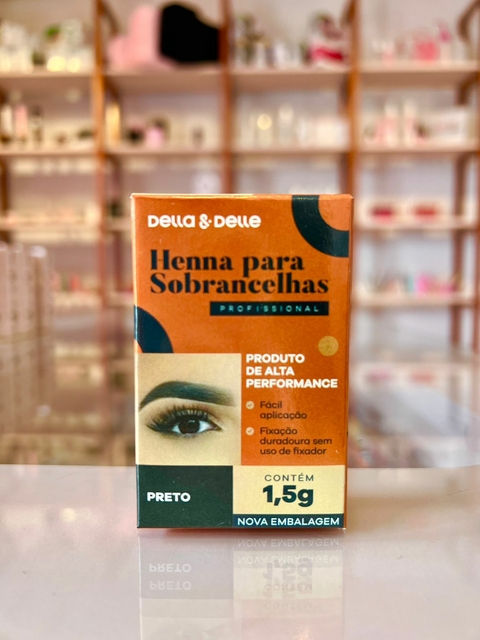 Della & Delle
Henna para
Sobrancelhas
PROFISSIONAL
PRODUTO
DE ALTA
PERFORMANCE
Fácil
aplicação
Fixação
duradoura sem
uso de fixador
PRETO
CONTÉM
1,5g
NOVA EMBALAGEM